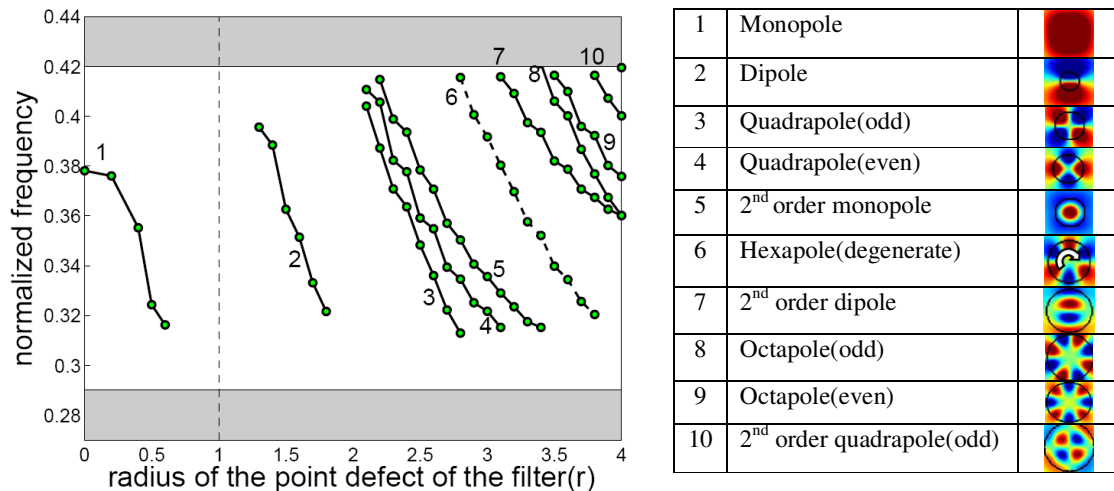 0.44
0.42
0.4
0.38
0.36
0.34
0.32
0.3
0.28
normalized frequency
0
0.5
1
1.5
2
2.5
3
3.5
4
radius of the point defect of the filter(r)
1
2
3
4
5
6
7
8
9
10
1 Monopole
2 Dipole
3 Quadrapole(odd)
4 Quadrapole(even)
5 2nd order monopole
6 Hexapole(degenerate)
7 2nd order dipole
8 Octapole(odd)
9 Octapole(even)
10 2nd order quadrapole(odd)